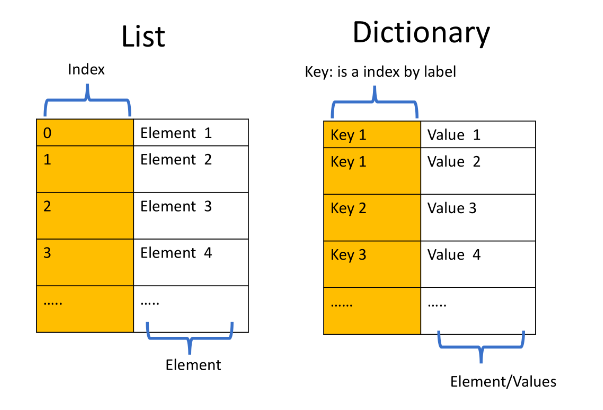 List
Index
0 Element 1
1 Element 2
2 Element 3
3 Element 4
..... .....
Element
Dictionary
Key: is a index by label
Key 1 Value 1
Key 1 Value 2
Key 2 Value 3
Key 3 Value 4
...... .....
Element/Values